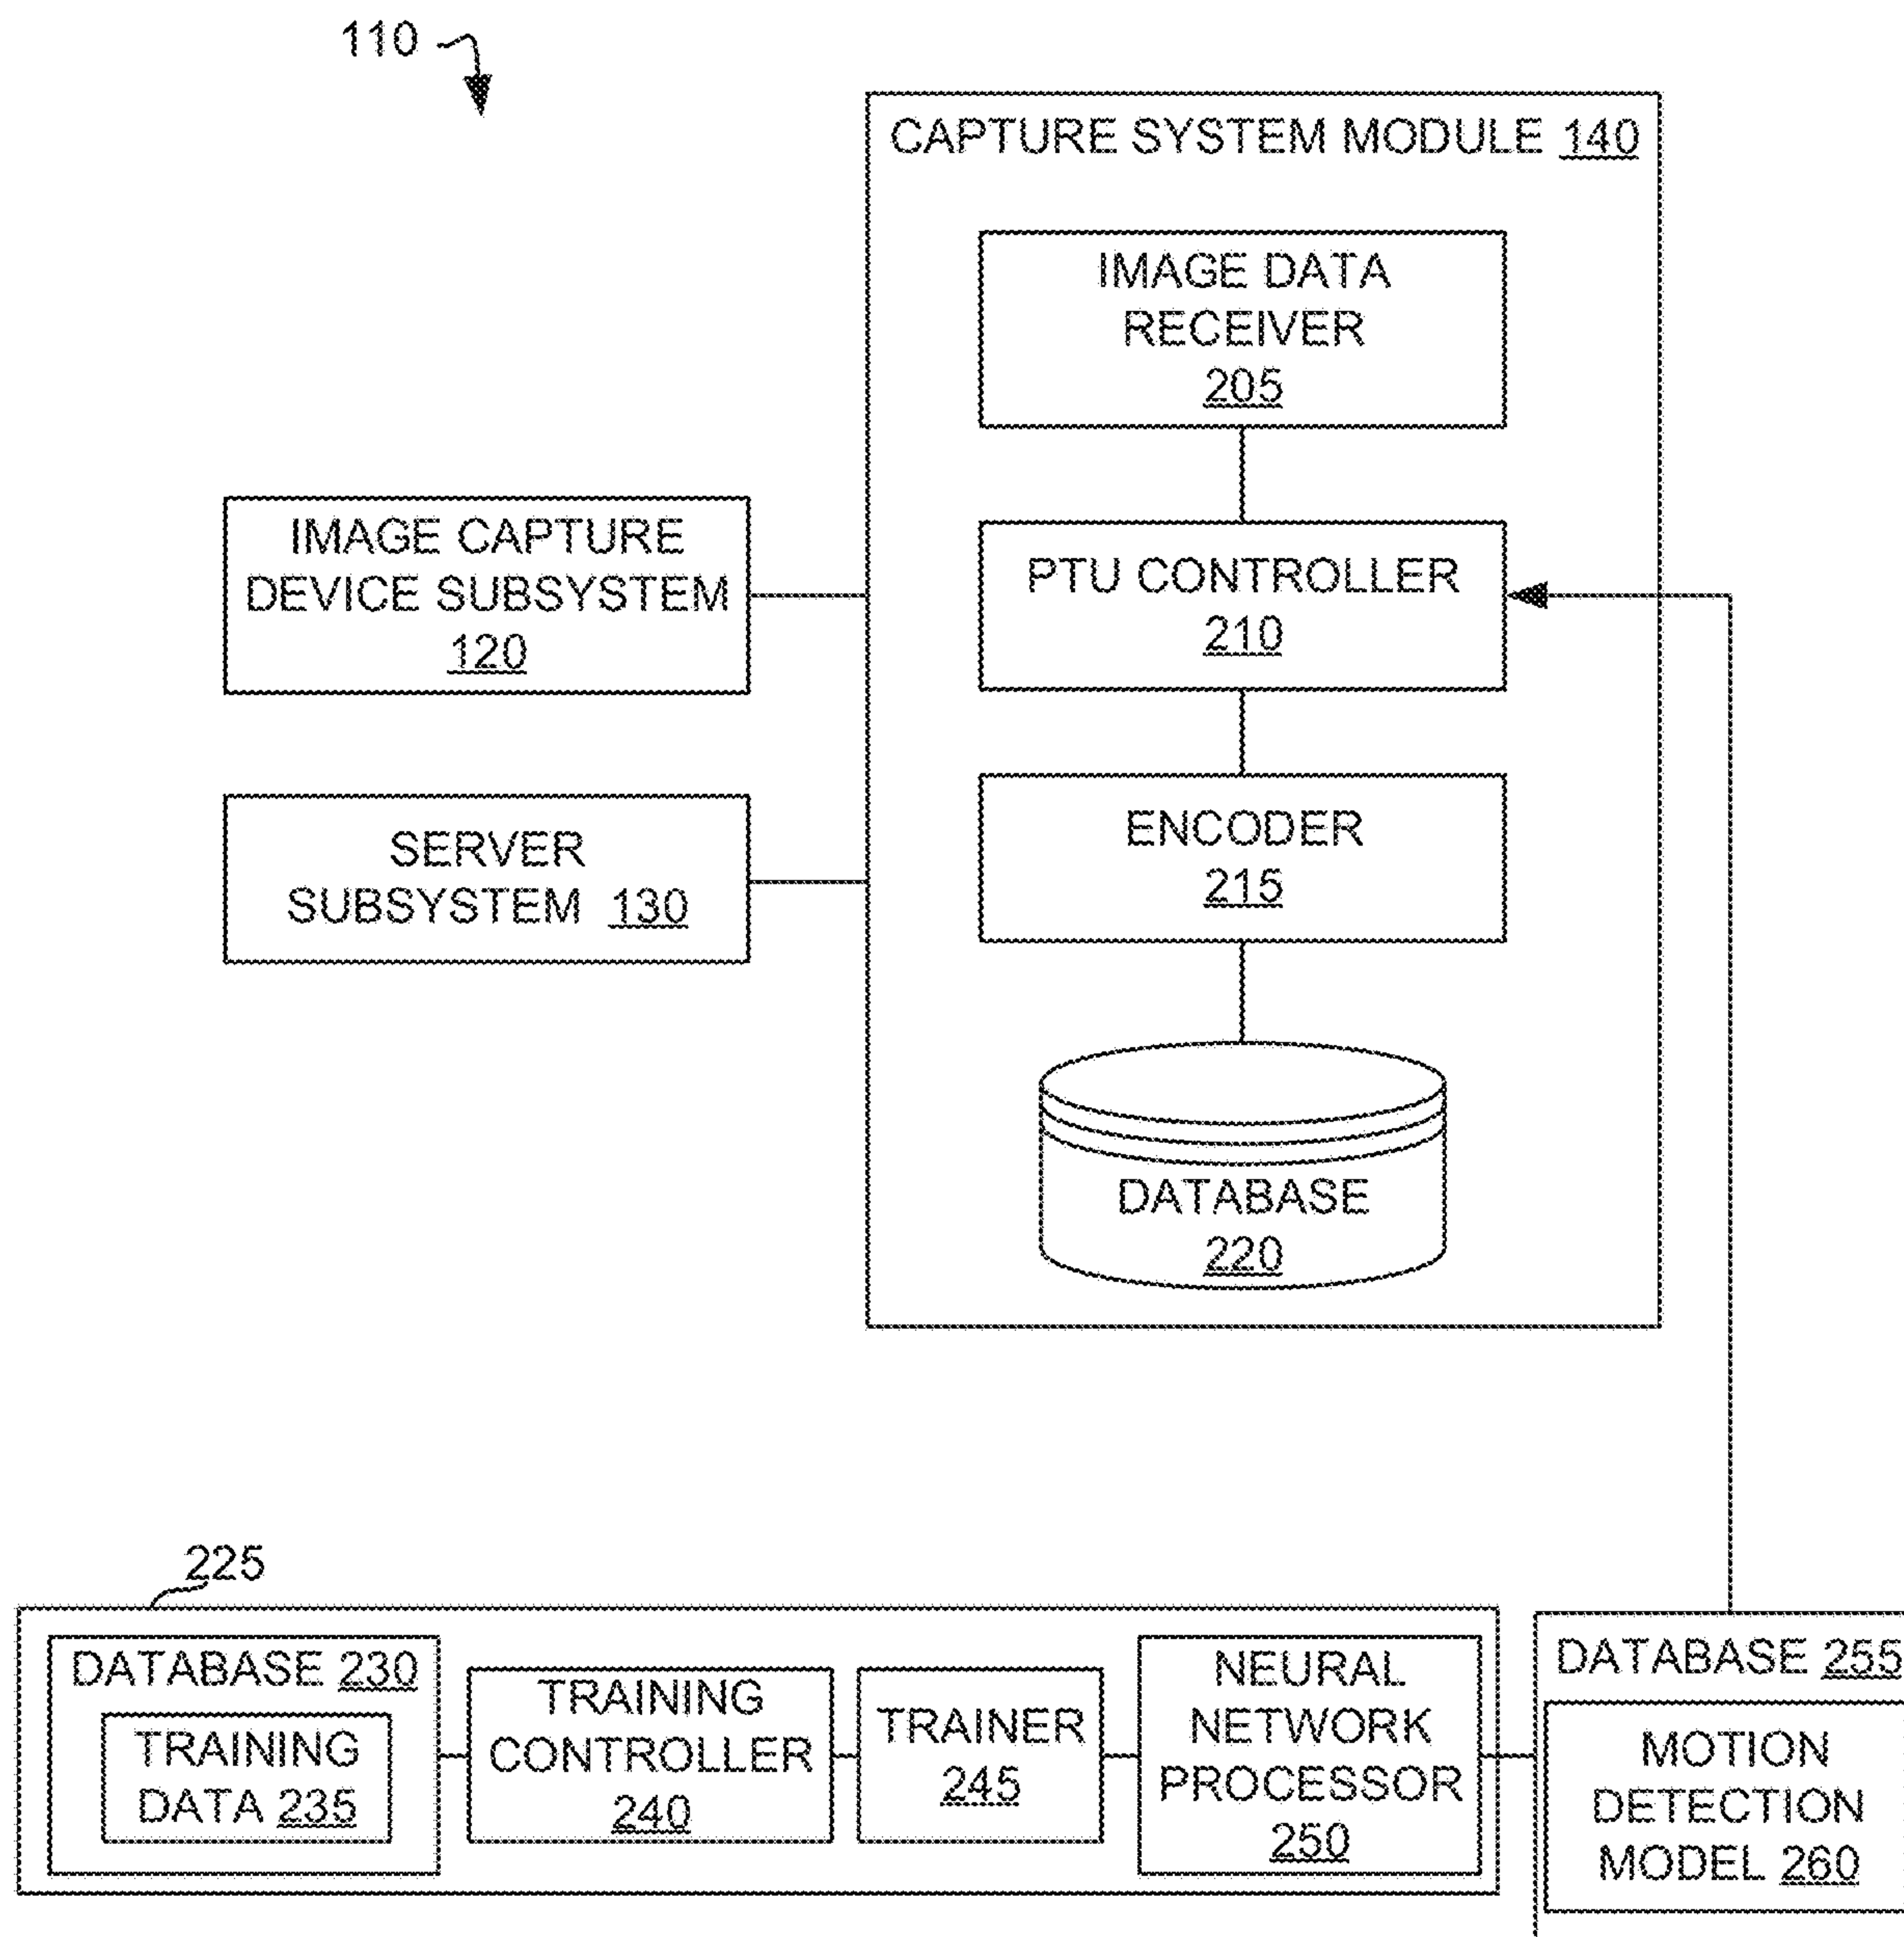 110
CAPTURE SYSTEM MODULE 140
IMAGE DATA
RECEIVER
205
IMAGE CAPTURE
DEVICE SUBSYSTEM
120
PTU CONTROLLER
210
SERVER
SUBSYSTEM 130
ENCODER
215
DATABASE
220
225
DATABASE 230
TRAINING
DATA 235
TRAINING
CONTROLLER
240
TRAINER
245
NEURAL
NETWORK
PROCESSOR
250
DATABASE 255
MOTION
DETECTION
MODEL 260